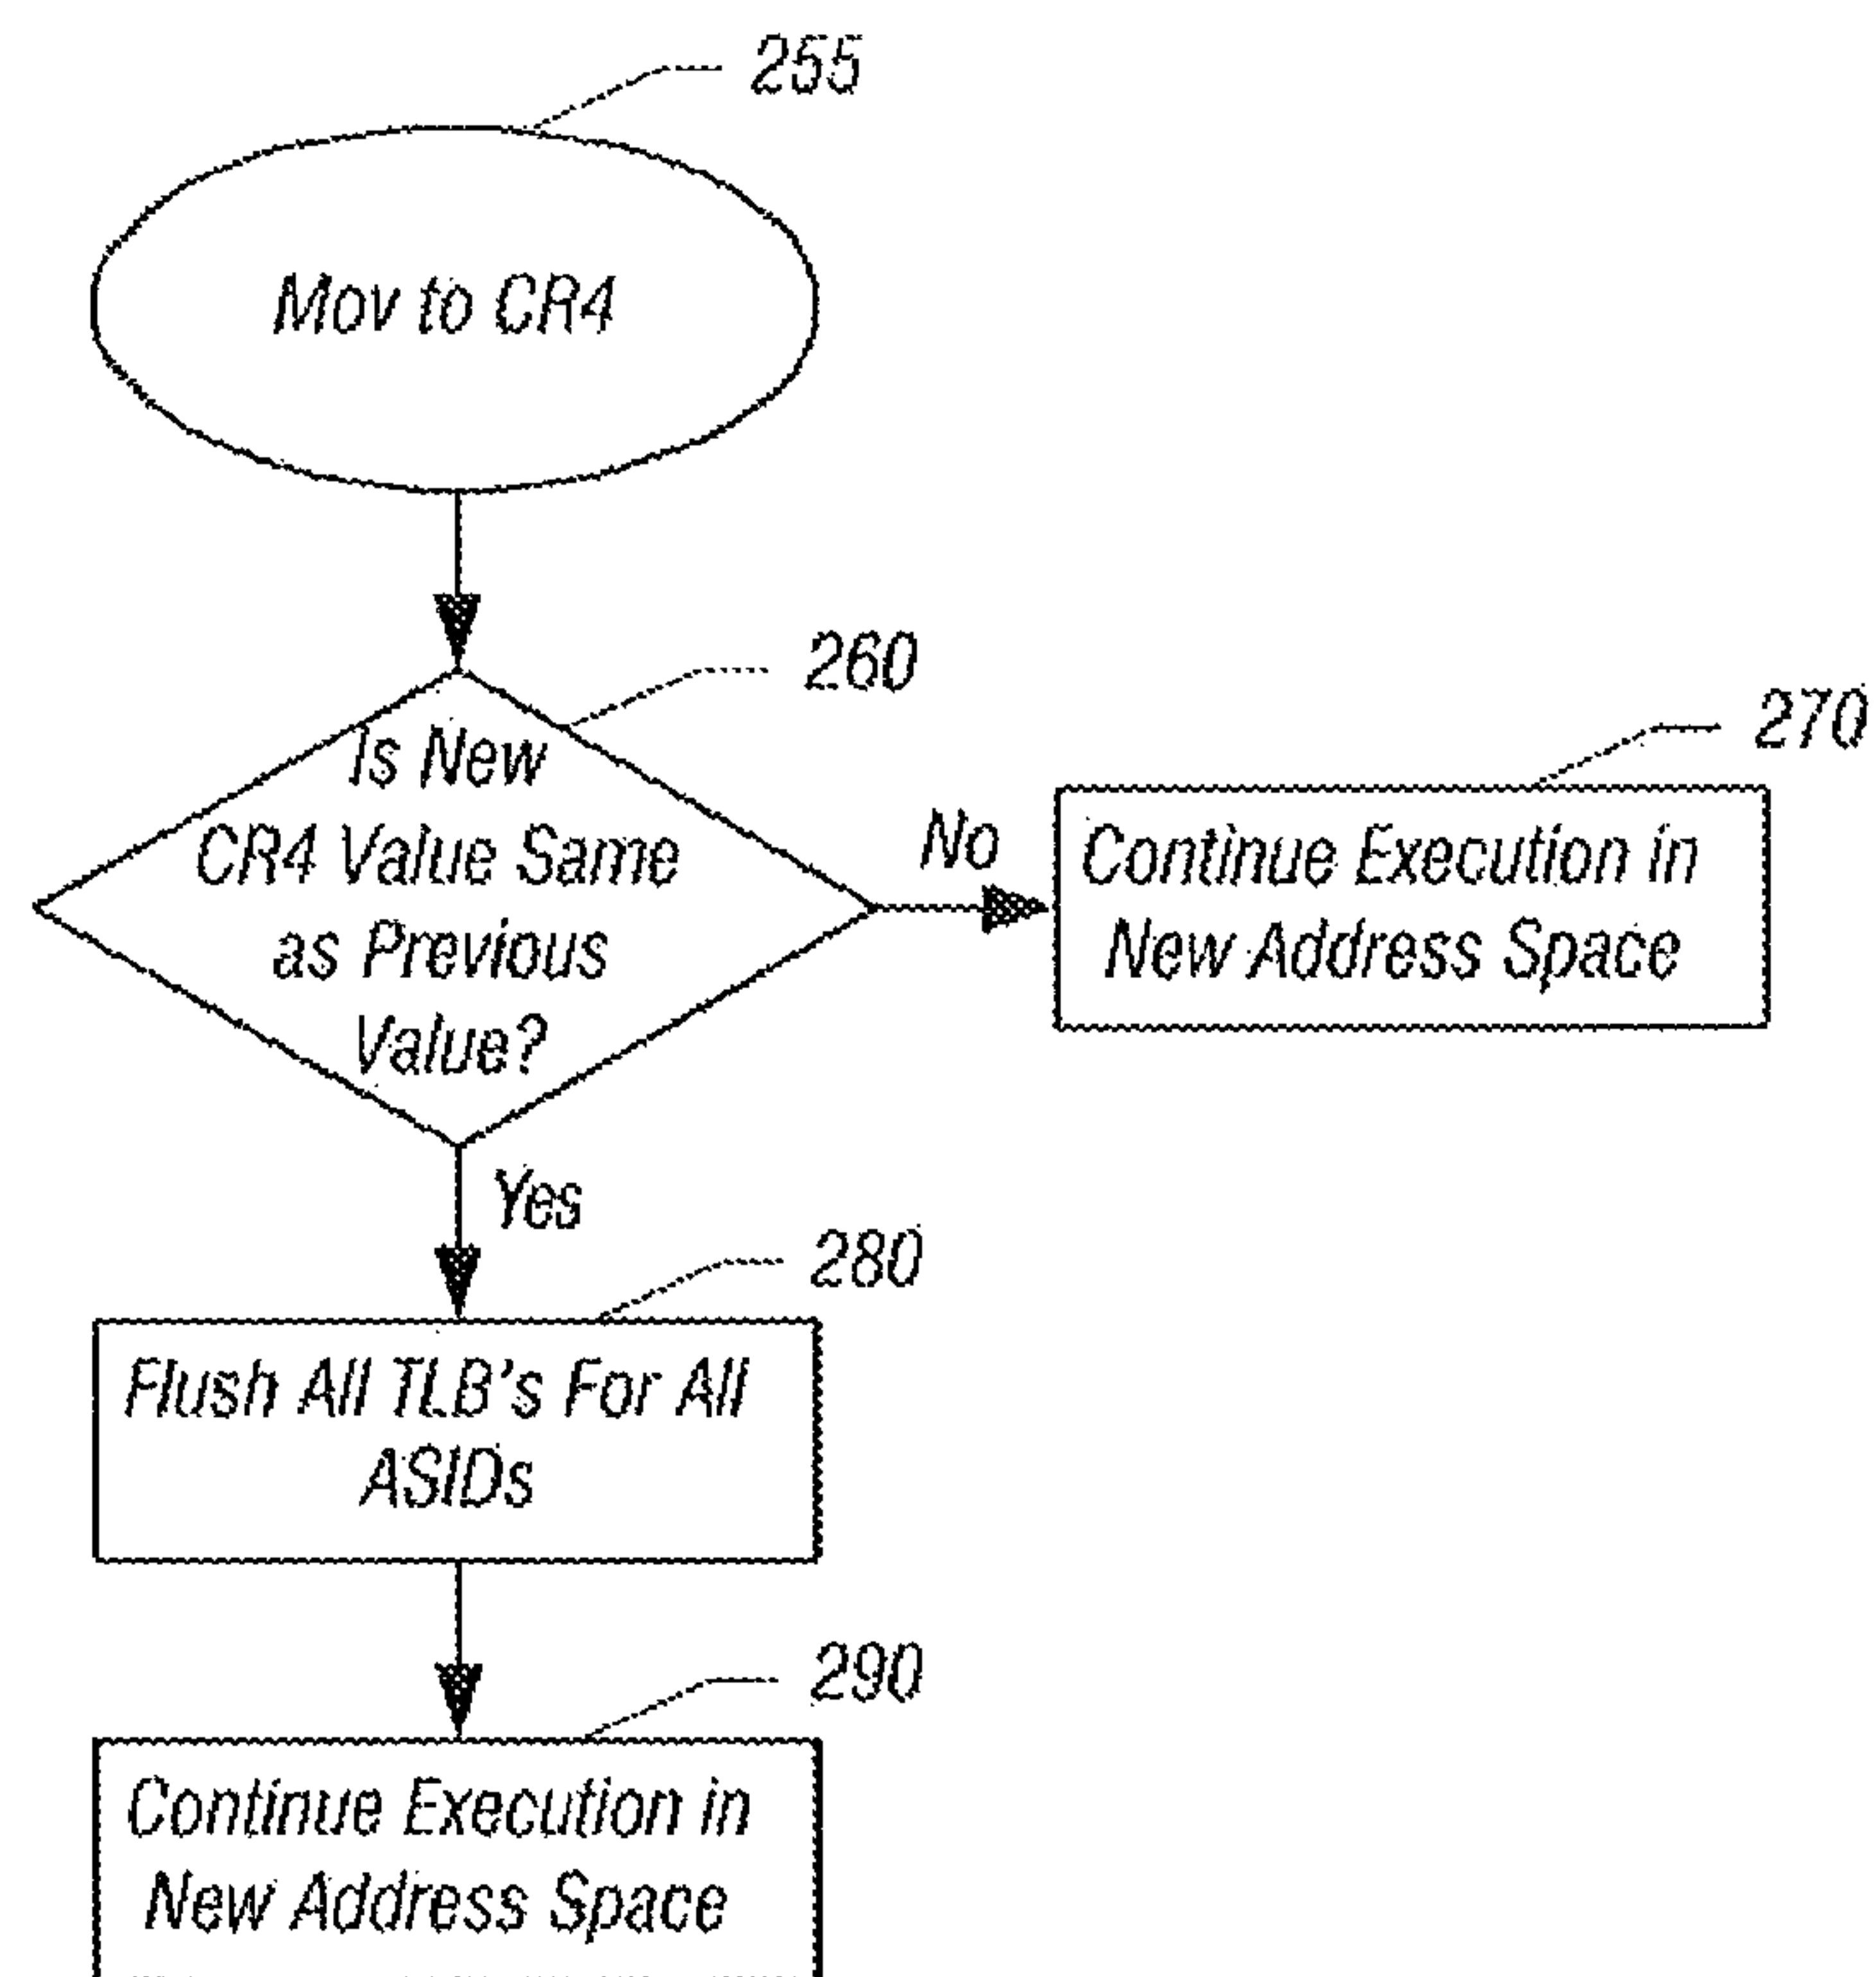 255
Mov to CR4
260
Is New
CR4 Value Same
as Previous
Value?
No
270
Continue Execution in
New Address Space
Yes
280
Flush All TLB's For All
ASIDs
290
Continue Execution in
New Address Space